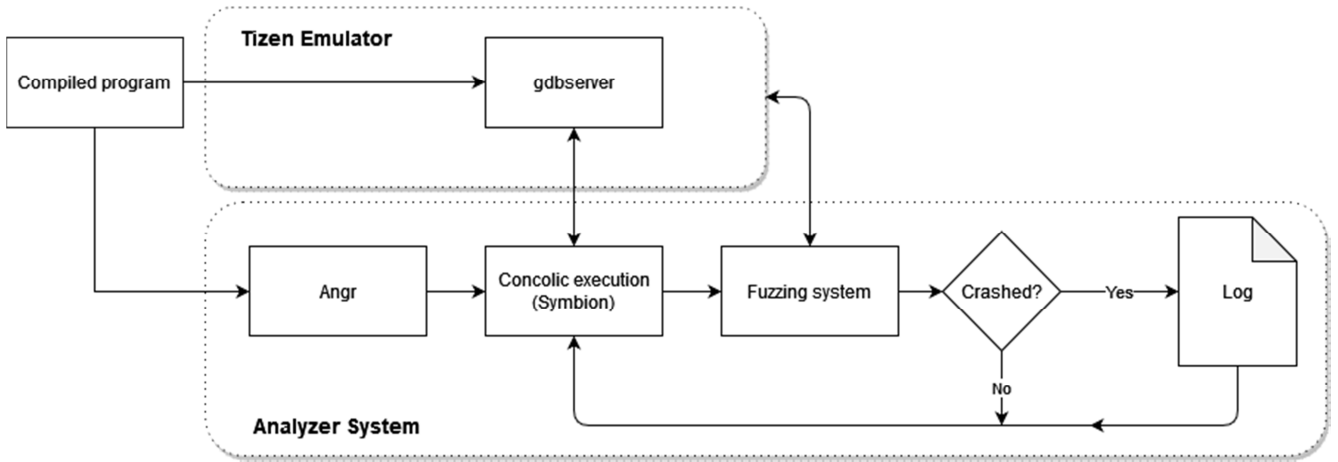 Tizen Emulator
Compiled program
gdbserver
Angr
Concolic execution
(Symbion)
Fuzzing system
Crashed?
Yes
Log
No
Analyzer System